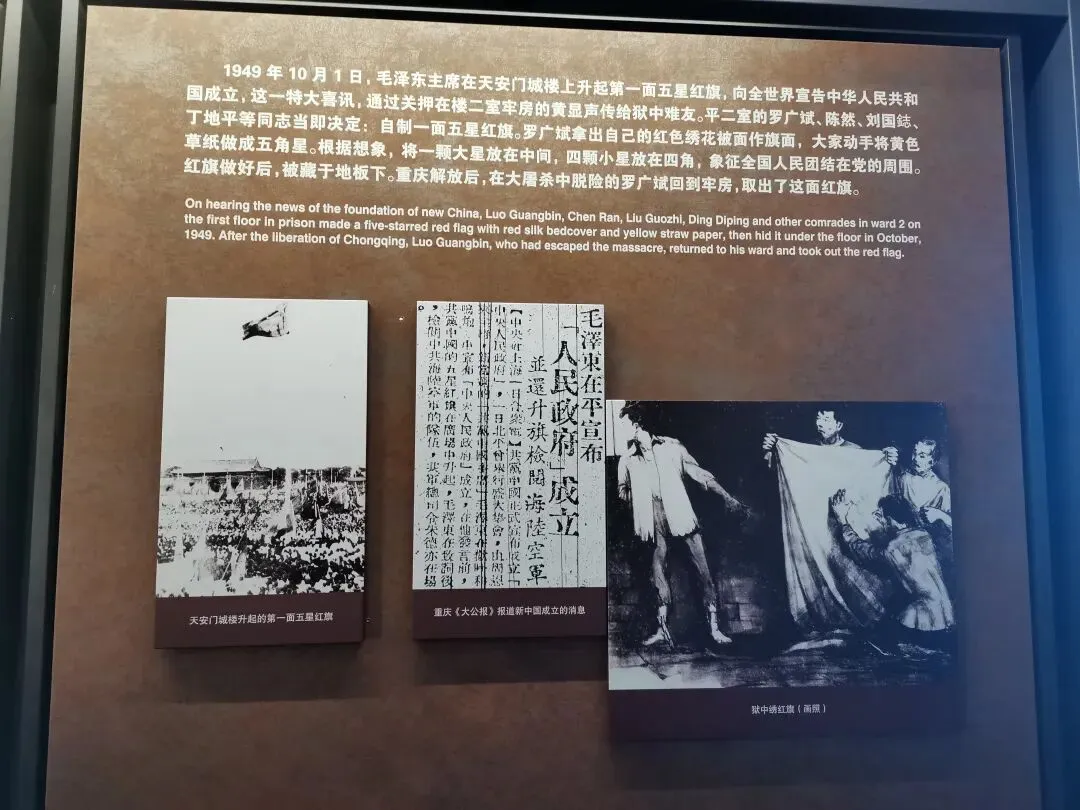 1949年10月1日，毛泽东主席在天安门城楼上升起第一面五星红旗，向全世界宣告中华人民共和
国成立，这一特大喜讯，通过关押在楼二室牢房的黄显声传给狱中难友。平二室的罗广斌、陈然、刘国鋕、
丁地平等同志当即决定：自制一面五星红旗。罗广斌拿出自己的红色绣花被面作旗面，大家动手将黄色
草纸做成五角星。根据想象，将一颗大星放在中间，四颗小星放在四角，象征全国人民团结在党的周围。
红旗做好后，被藏于地板下。重庆解放后，在大屠杀中脱险的罗广斌回到牢房，取出了这面红旗。
On hearing the news of the foundation of new China, Luo Guangbin, Chen Ran, Liu Guozhi, Ding Diping and other comrades in ward 2 on
the first floor in prison made a five-starred red flag with red silk bedcover and yellow straw paper, then hid it under the floor in October,
1949. After the liberation of Chongqing, Luo Guangbin, who had escaped the massacre, returned to his ward and took out the red flag.
天安门城楼升起的第一面五星红旗
毛澤東在平宣布
「人民政府」成立
並還升旗檢閱海陸空軍
重庆《大公报》报道新中国成立的消息
狱中绣红旗（画照）